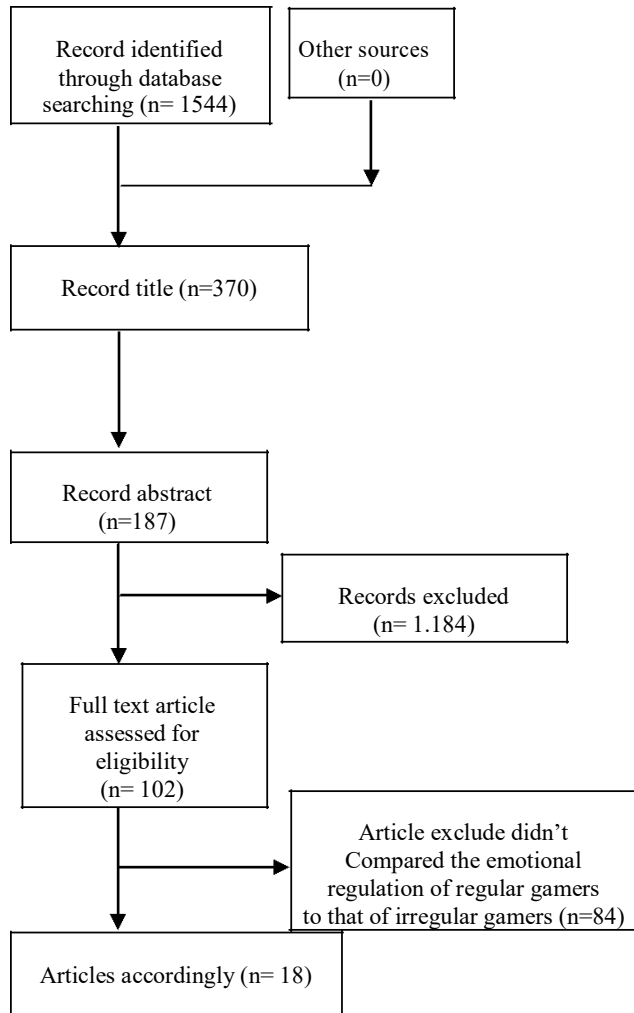 Record identified
through database
searching (n= 1544)
Other sources
(n=0)
Record title (n=370)
Record abstract
(n=187)
Records excluded
(n= 1.184)
Full text article
assessed for
eligibility
(n= 102)
Article exclude didn’t
Compared the emotional
regulation of regular gamers
to that of irregular gamers (n=84)
Articles accordingly (n= 18)